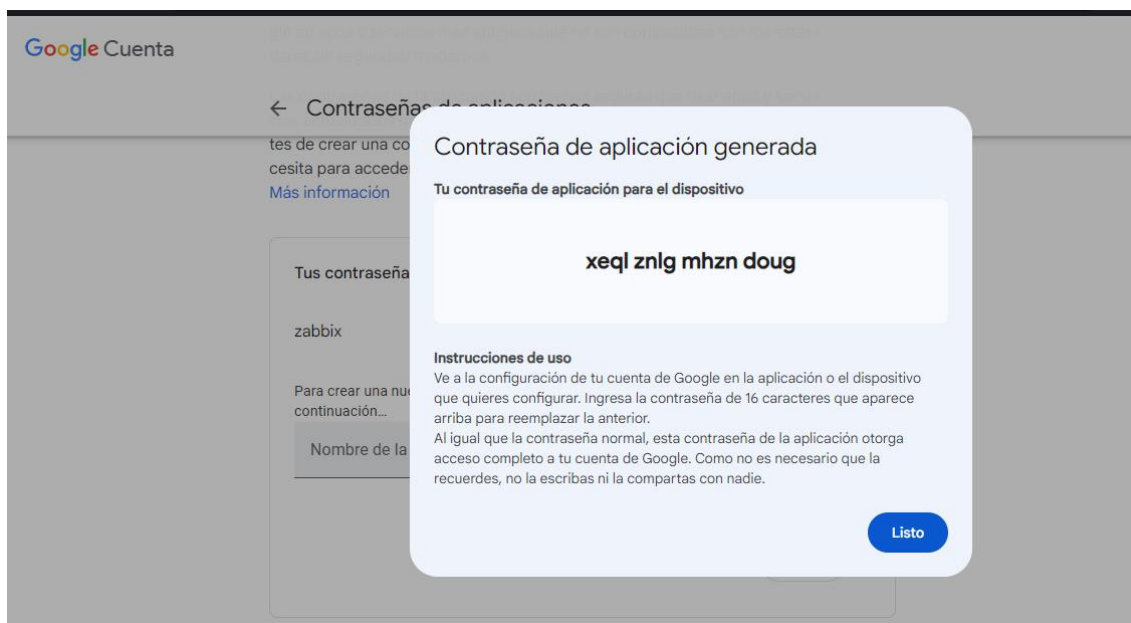 Google Cuenta
← Contraseñas de aplicaciones
tes de crear una co
cesita para accede
Más información
Tus contraseña
zabbix
Para crear una nu
continuación...
Nombre de la
Contraseña de aplicación generada
Tu contraseña de aplicación para el dispositivo
xeql znlg mhzn doug
Instrucciones de uso
Ve a la configuración de tu cuenta de Google en la aplicación o el dispositivo
que quieres configurar. Ingresa la contraseña de 16 caracteres que aparece
arriba para reemplazar la anterior.
Al igual que la contraseña normal, esta contraseña de la aplicación otorga
acceso completo a tu cuenta de Google. Como no es necesario que la
recuerdes, no la escribas ni la compartas con nadie.
Listo